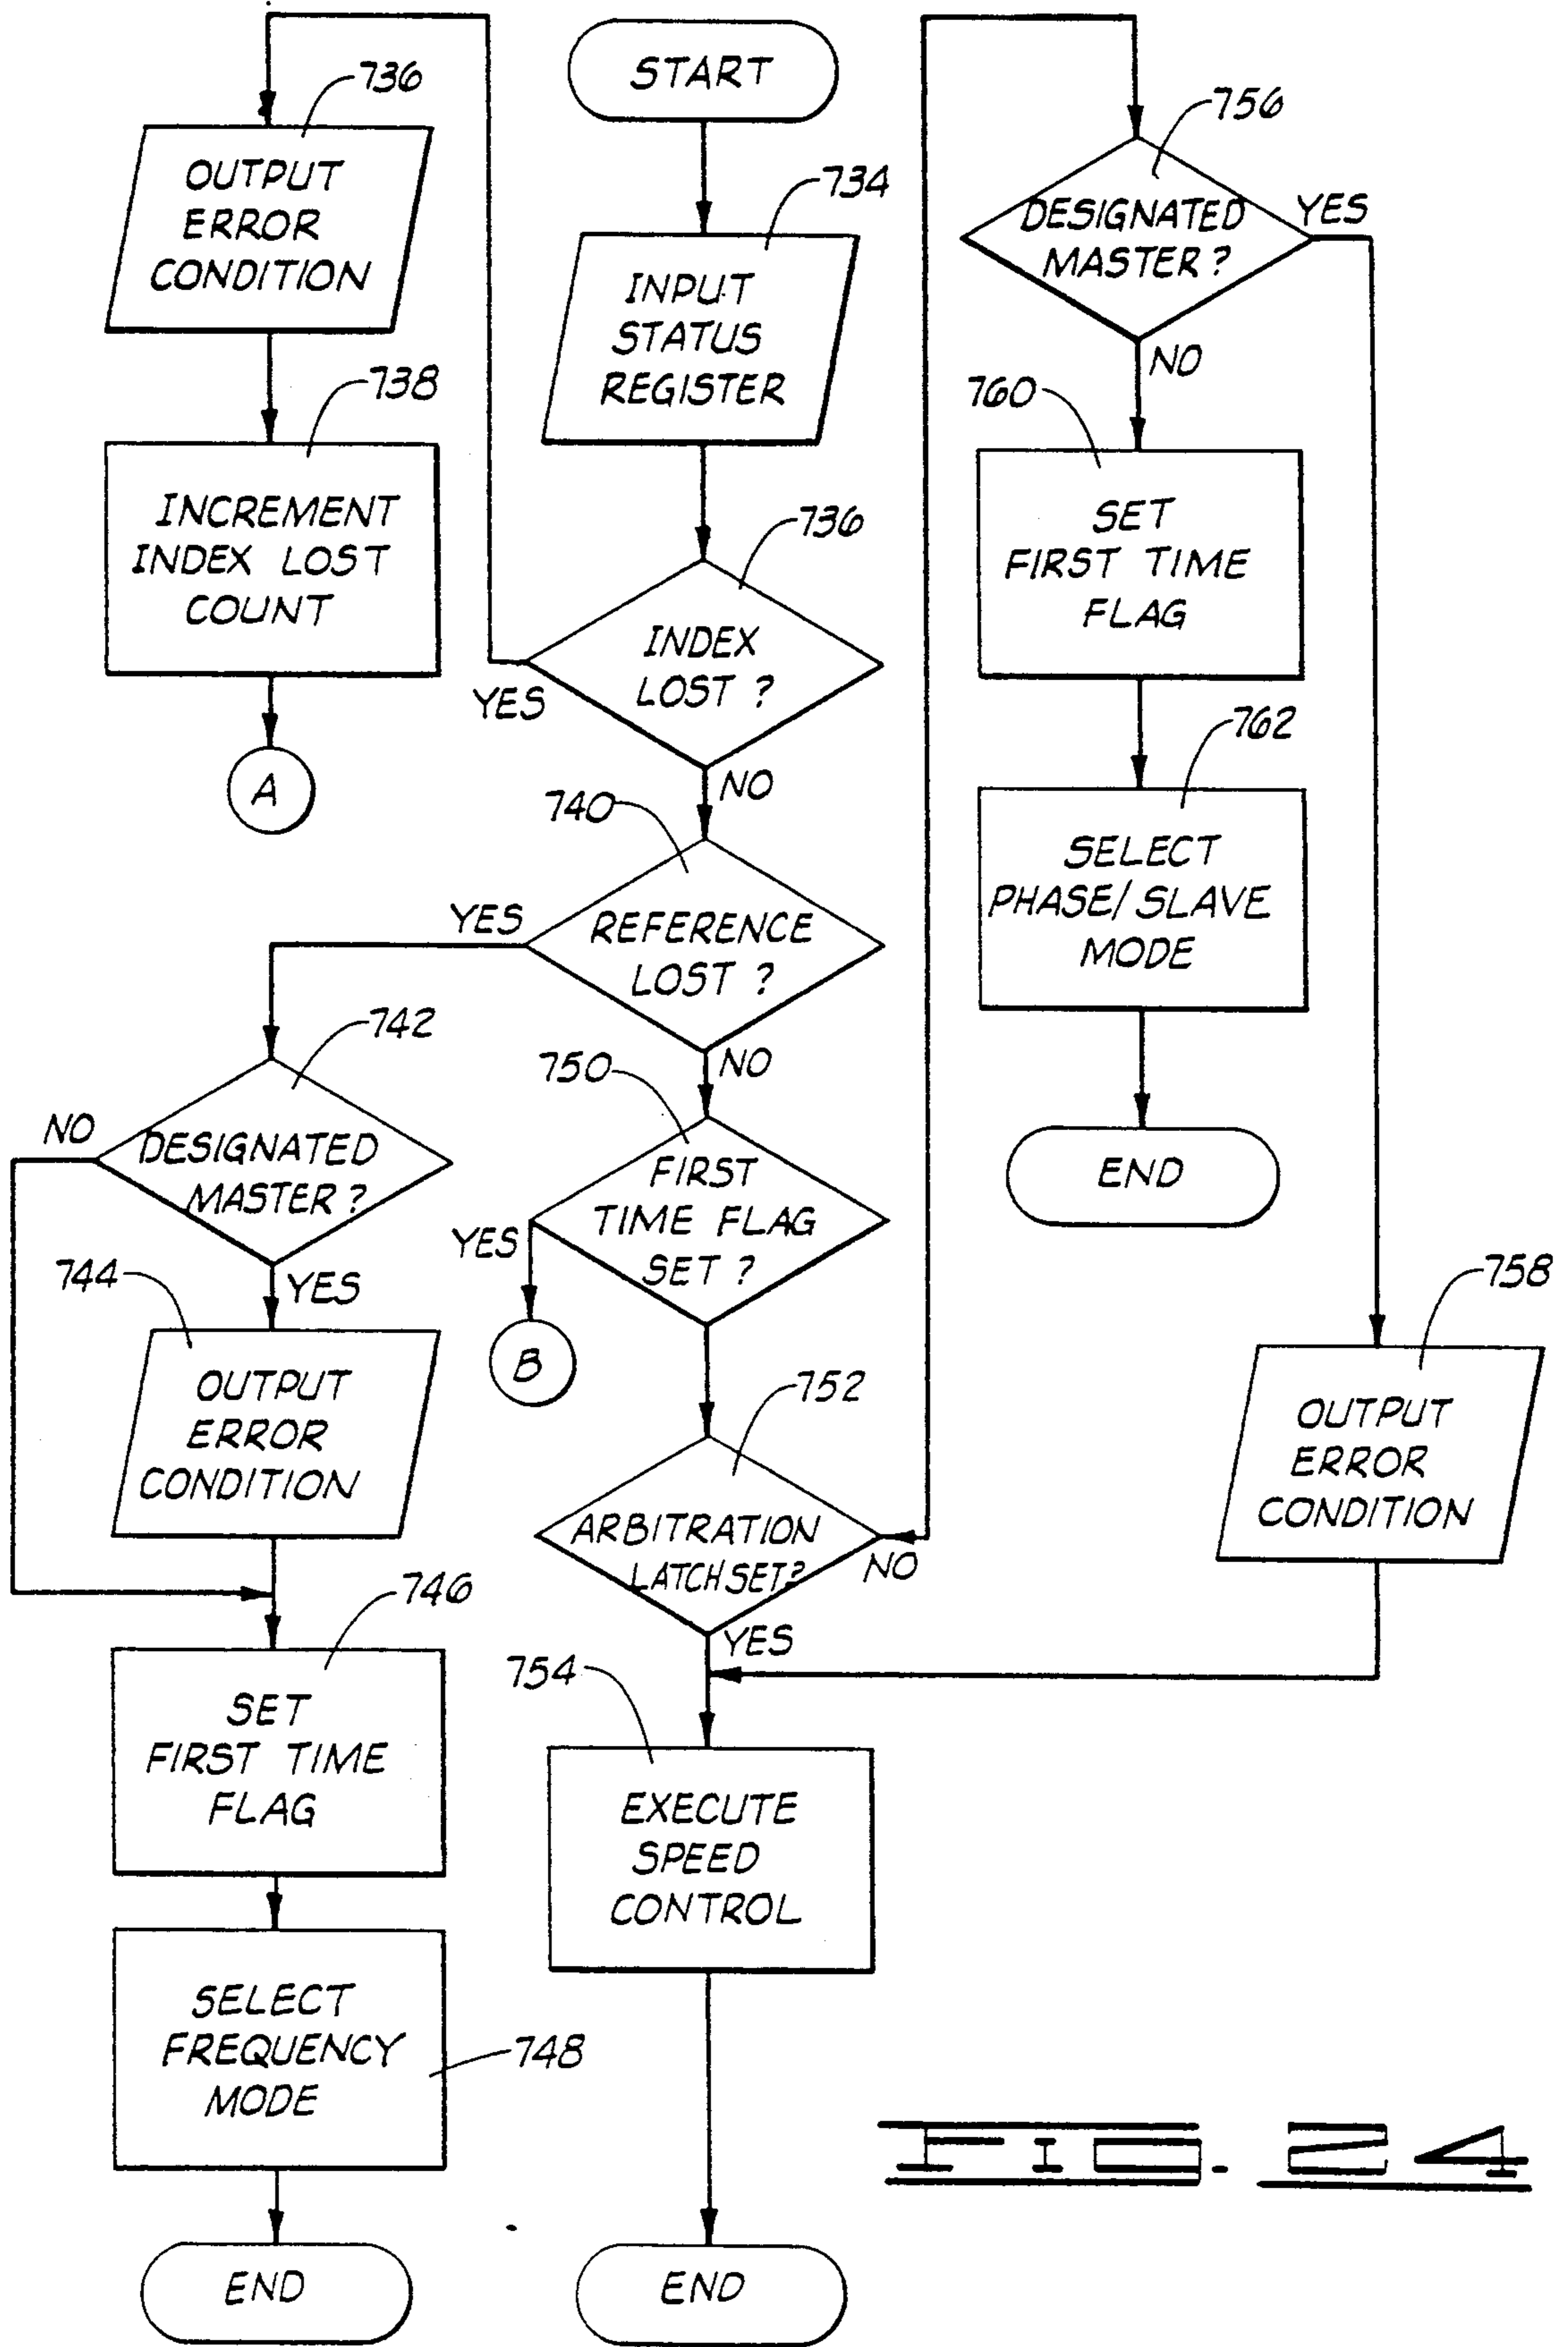 736
OUTPUT
ERROR
CONDITION
738
INCREMENT
INDEX LOST
COUNT
A
START
734
INPUT
STATUS
REGISTER
736
INDEX
LOST ?
YES
NO
740
REFERENCE
LOST ?
YES
NO
742
DESIGNATED
MASTER ?
NO
YES
744
OUTPUT
ERROR
CONDITION
746
SET
FIRST TIME
FLAG
SELECT
FREQUENCY
MODE
748
END
750
FIRST
TIME FLAG
SET ?
YES
B
752
ARBITRATION
LATCH SET?
NO
YES
754
EXECUTE
SPEED
CONTROL
END
756
DESIGNATED
MASTER ?
YES
NO
760
SET
FIRST TIME
FLAG
762
SELECT
PHASE/SLAVE
MODE
END
758
OUTPUT
ERROR
CONDITION
FIG. 24